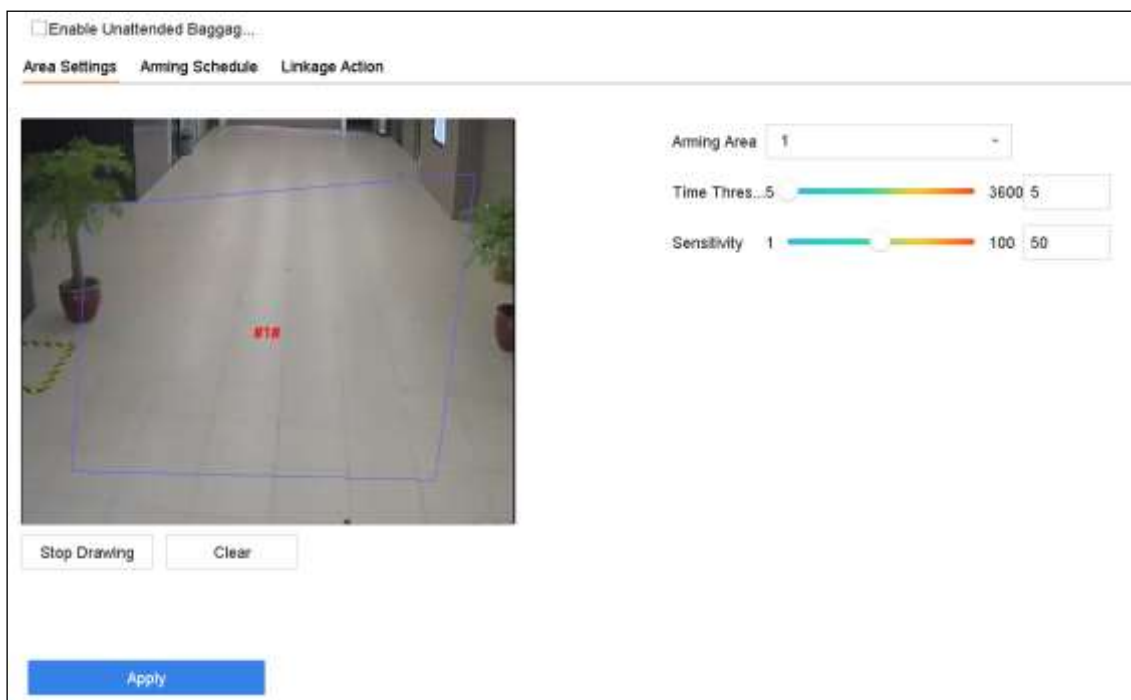 Enable Unattended Baggag...
Area Settings Arming Schedule Linkage Action
Arming Area 1
Time Thres...5 3600 5
Sensitivity 1 100 50
#1#
Stop Drawing Clear
Apply